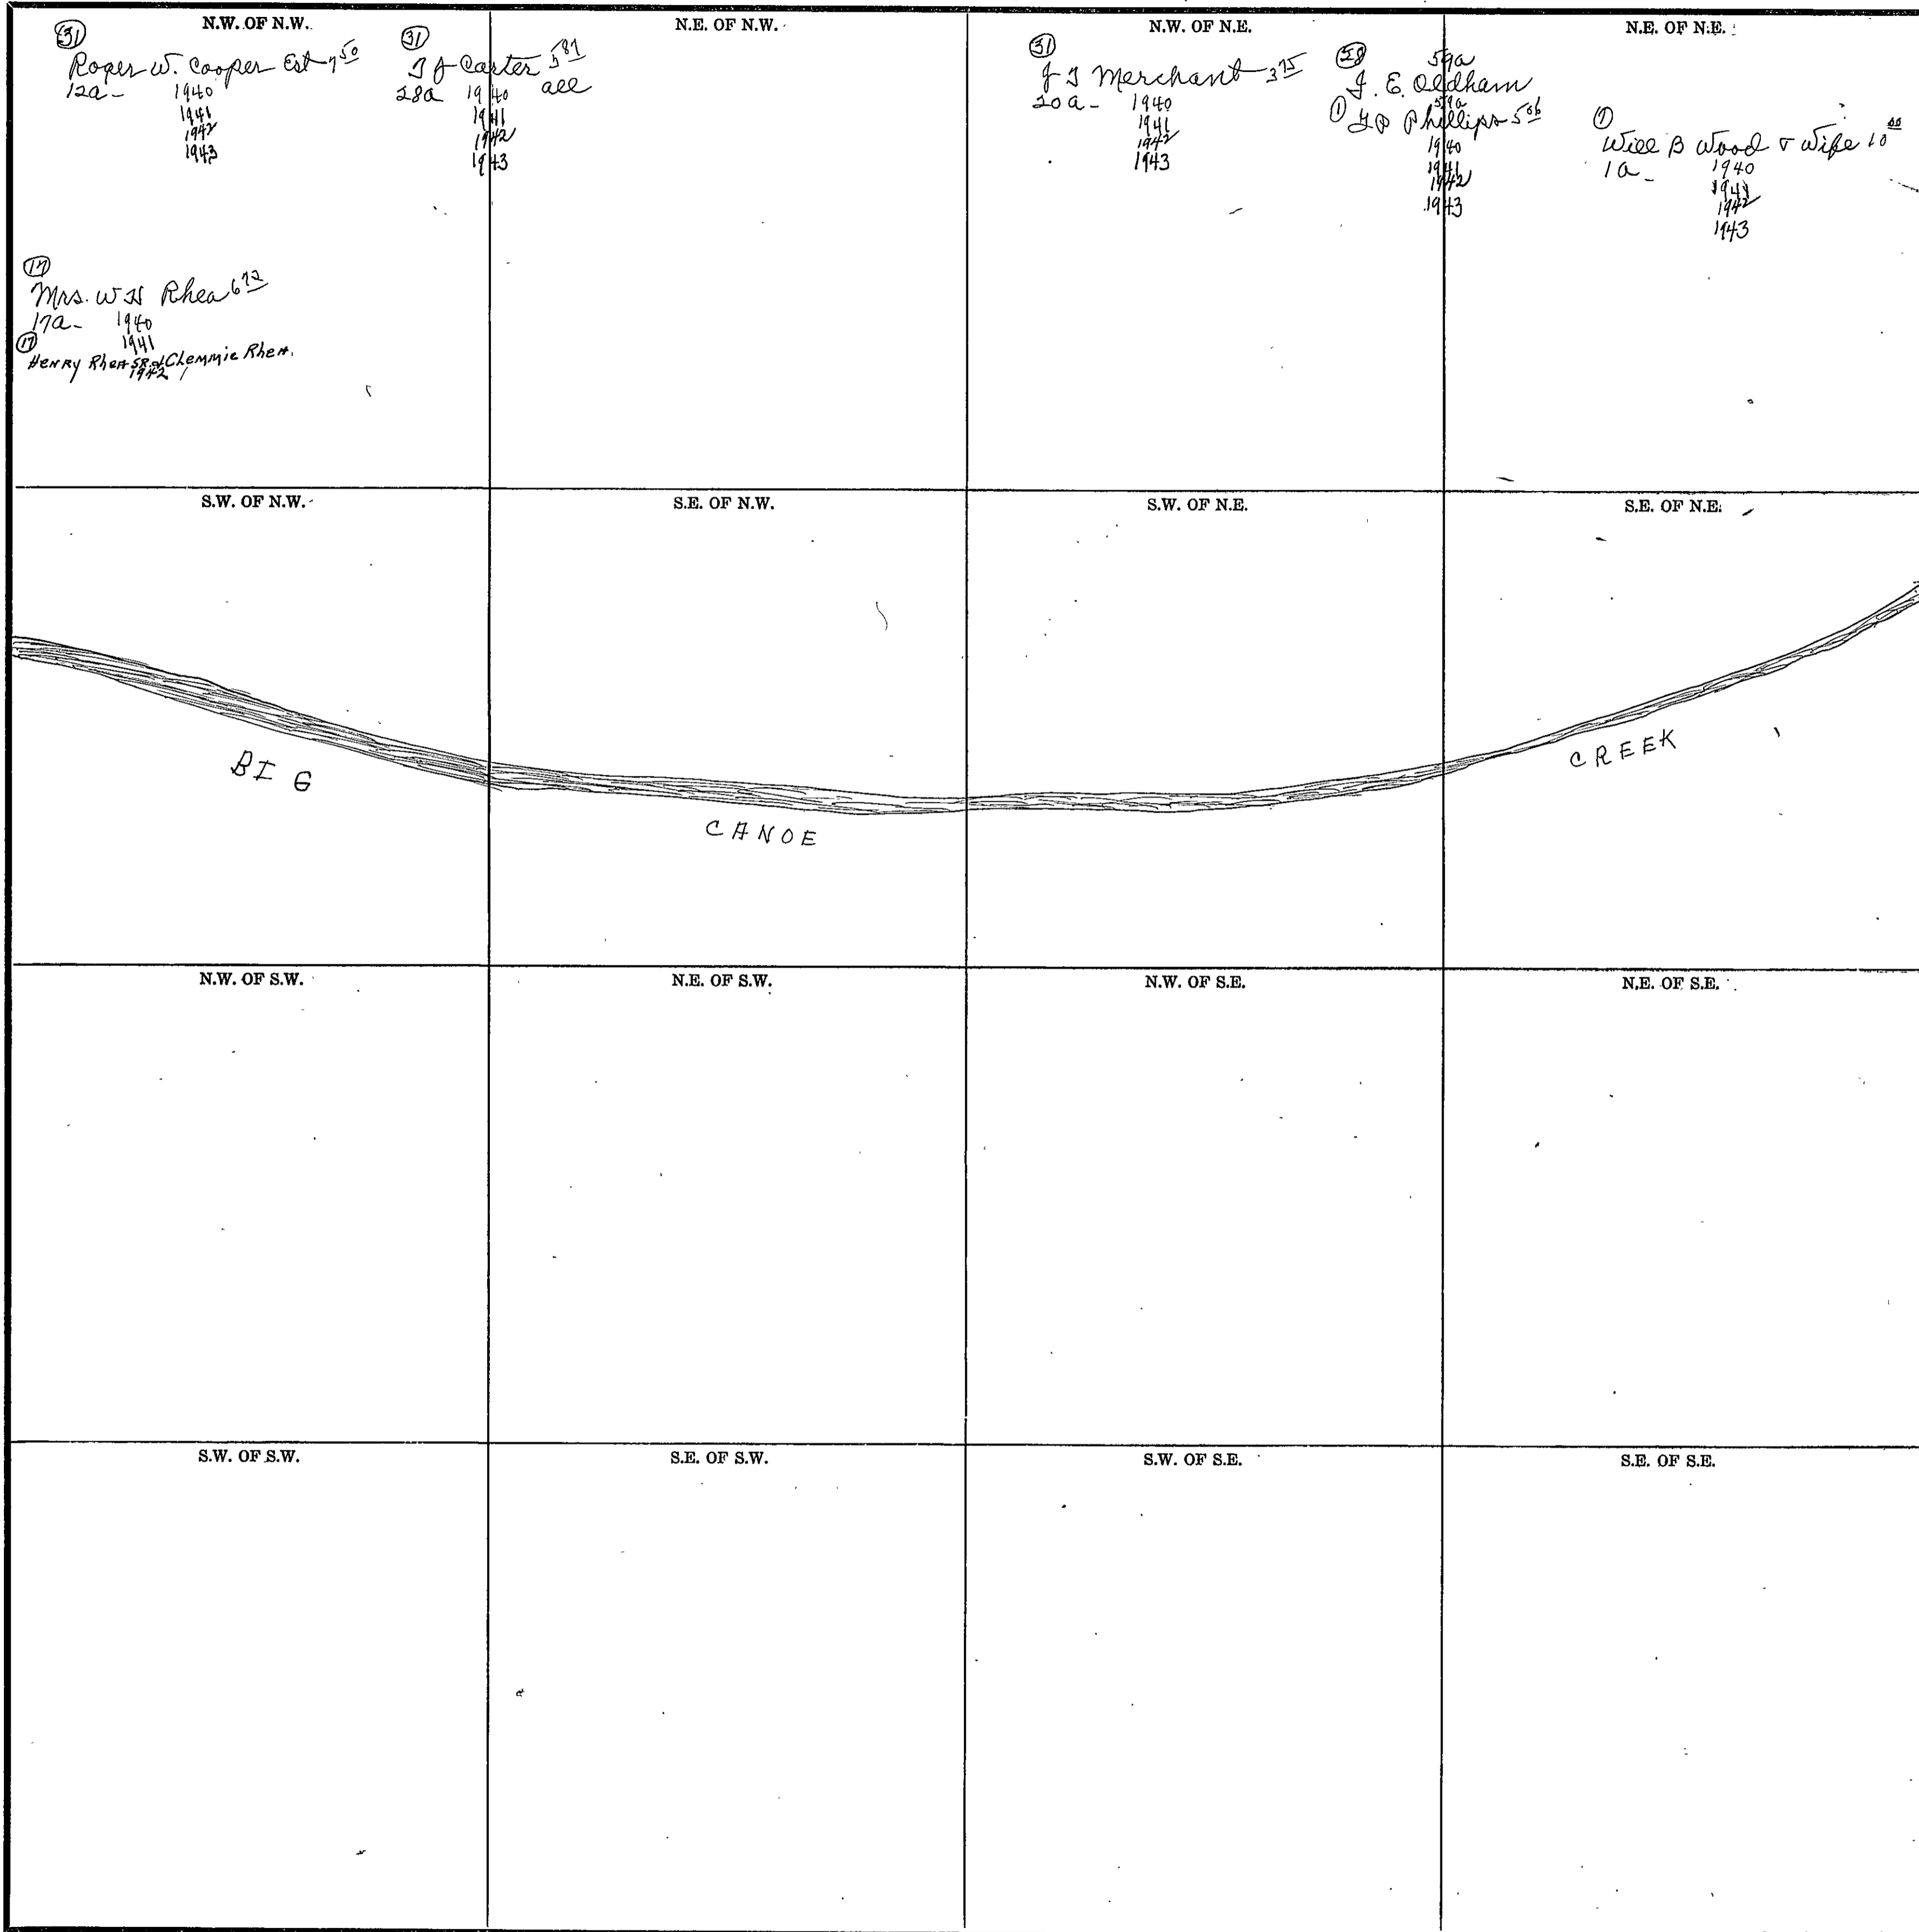 N.W. OF N.W.
31
Roger W. Cooper Est 7 50
12a- 1940
1941
1942
1943
17
Mrs. W H Rhea 6 72
17a- 1940
1941
17
Henry Rhea SR. & Clemmie Rhea.
1942
31
Carter 5 87
28a 1940 all
1941
1942
1943
N.E. OF N.W.
N.W. OF N.E.
31
Merchant 3 75
20a- 1940
1941
1942
1943
28
59a
E. Oldham
59a
1
Phillips 5 06
1940
1941
1942
1943
N.E. OF N.E.
1
Will B Wood & Wife 10 00
1a- 1940
1941
1942
1943
S.W. OF N.W.
S.E. OF N.W.
S.W. OF N.E.
S.E. OF N.E.
BIG
CANOE
CREEK
N.W. OF S.W.
N.E. OF S.W.
N.W. OF S.E.
N.E. OF S.E.
S.W. OF S.W.
S.E. OF S.W.
S.W. OF S.E.
S.E. OF S.E.